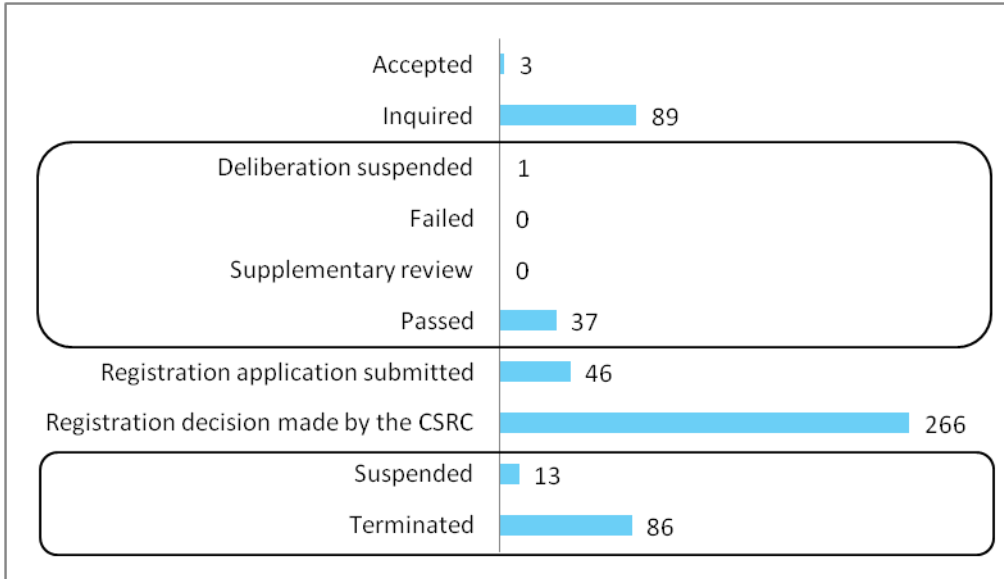 Accepted 3
Inquired 89
Deliberation suspended 1
Failed 0
Supplementary review 0
Passed 37
Registration application submitted 46
Registration decision made by the CSRC 266
Suspended 13
Terminated 86